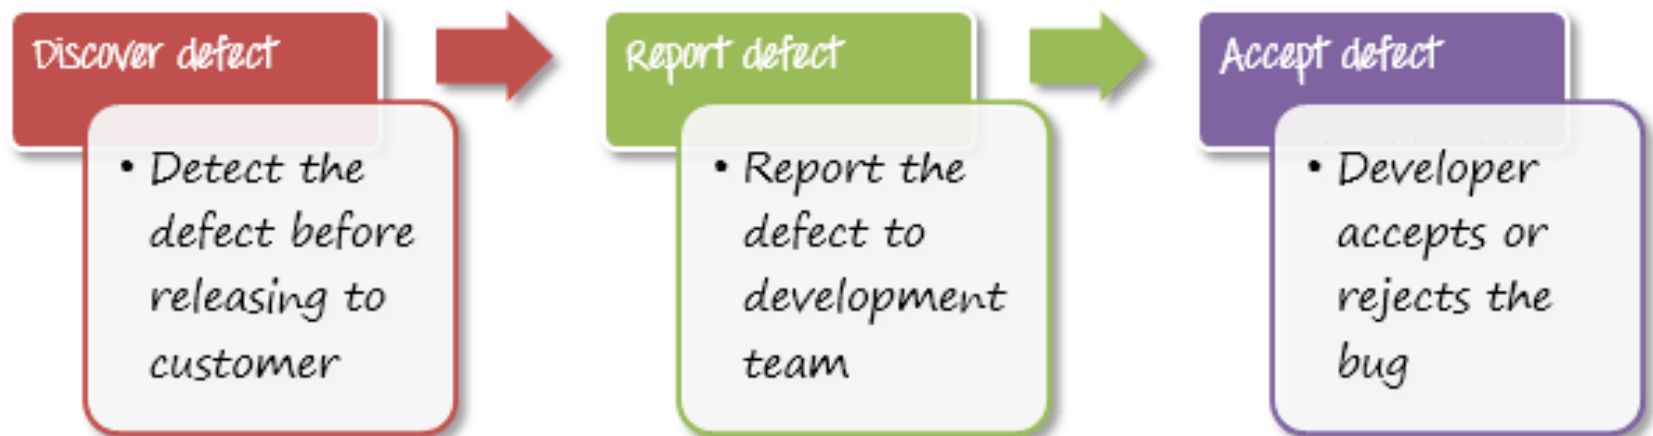 Discover defect
• Detect the
defect before
releasing to
customer
Report defect
• Report the
defect to
development
team
Accept defect
• Developer
accepts or
rejects the
bug